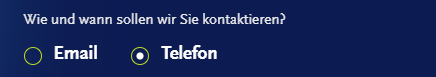 Wie und wann sollen wir Sie kontaktieren?
Email Telefon